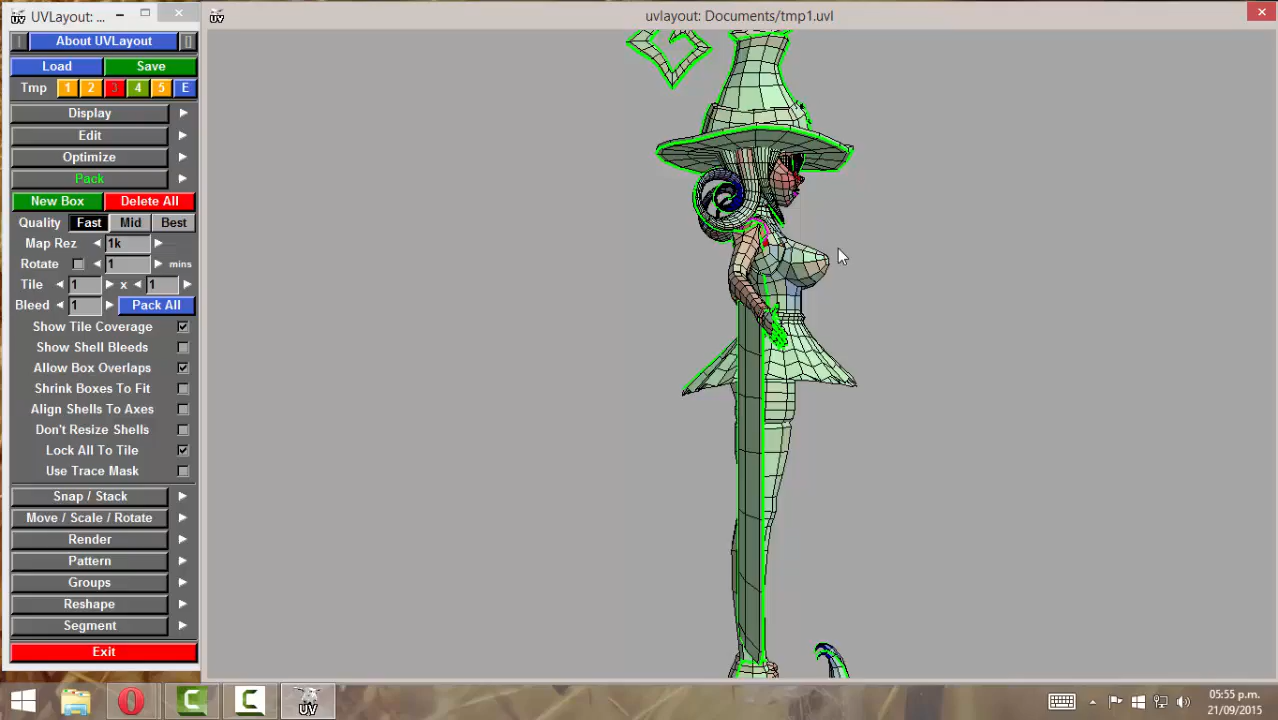 UVLayout: ...
uvlayout: Documents/tmp1.uvl
About UVLayout
Load Save
Tmp 1 2 3 4 5 E
Display
Edit
Optimize
Pack
New Box Delete All
Quality Fast Mid Best
Map Rez 1k
Rotate 1 mins
Tile 1 x 1
Bleed 1 Pack All
Show Tile Coverage
Show Shell Bleeds
Allow Box Overlaps
Shrink Boxes To Fit
Align Shells To Axes
Don't Resize Shells
Lock All To Tile
Use Trace Mask
Snap / Stack
Move / Scale / Rotate
Render
Pattern
Groups
Reshape
Segment
Exit
UV
05:55 p.m.
21/09/2015